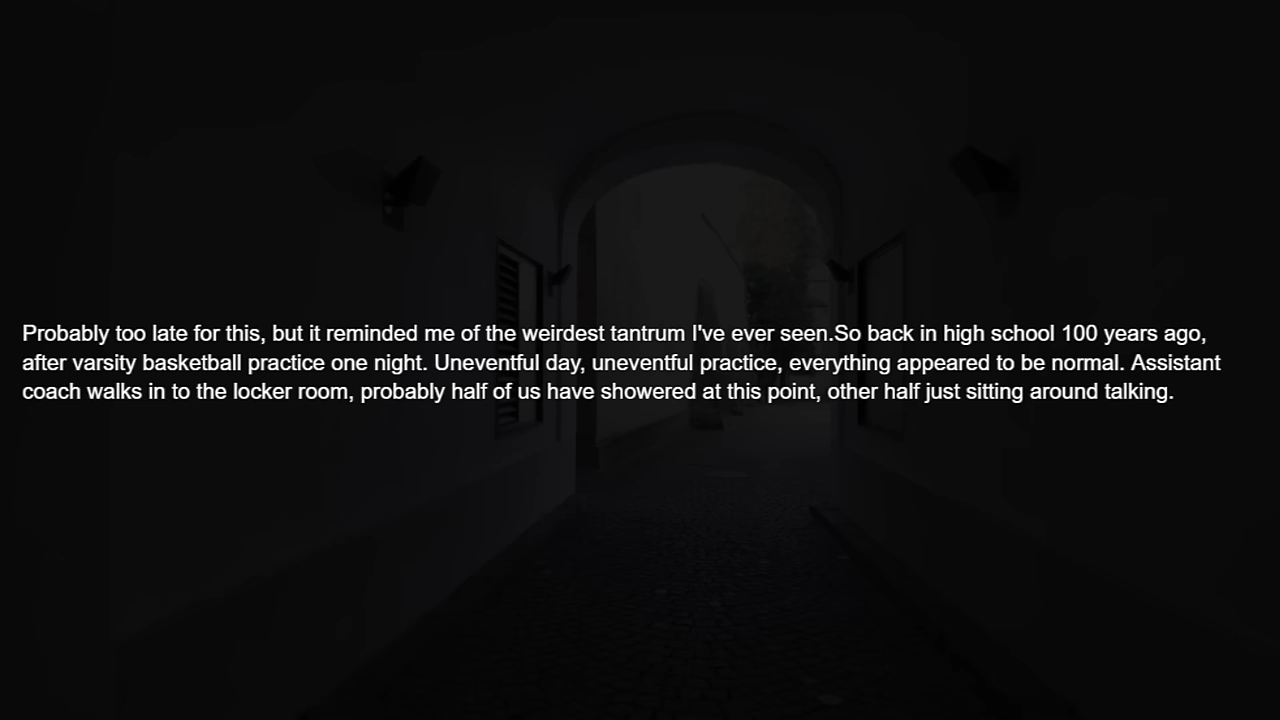 Probably too late for this, but it reminded me of the weirdest tantrum I've ever seen.So back in high school 100 years ago,
after varsity basketball practice one night. Uneventful day, uneventful practice, everything appeared to be normal. Assistant
coach walks in to the locker room, probably half of us have showered at this point, other half just sitting around talking.